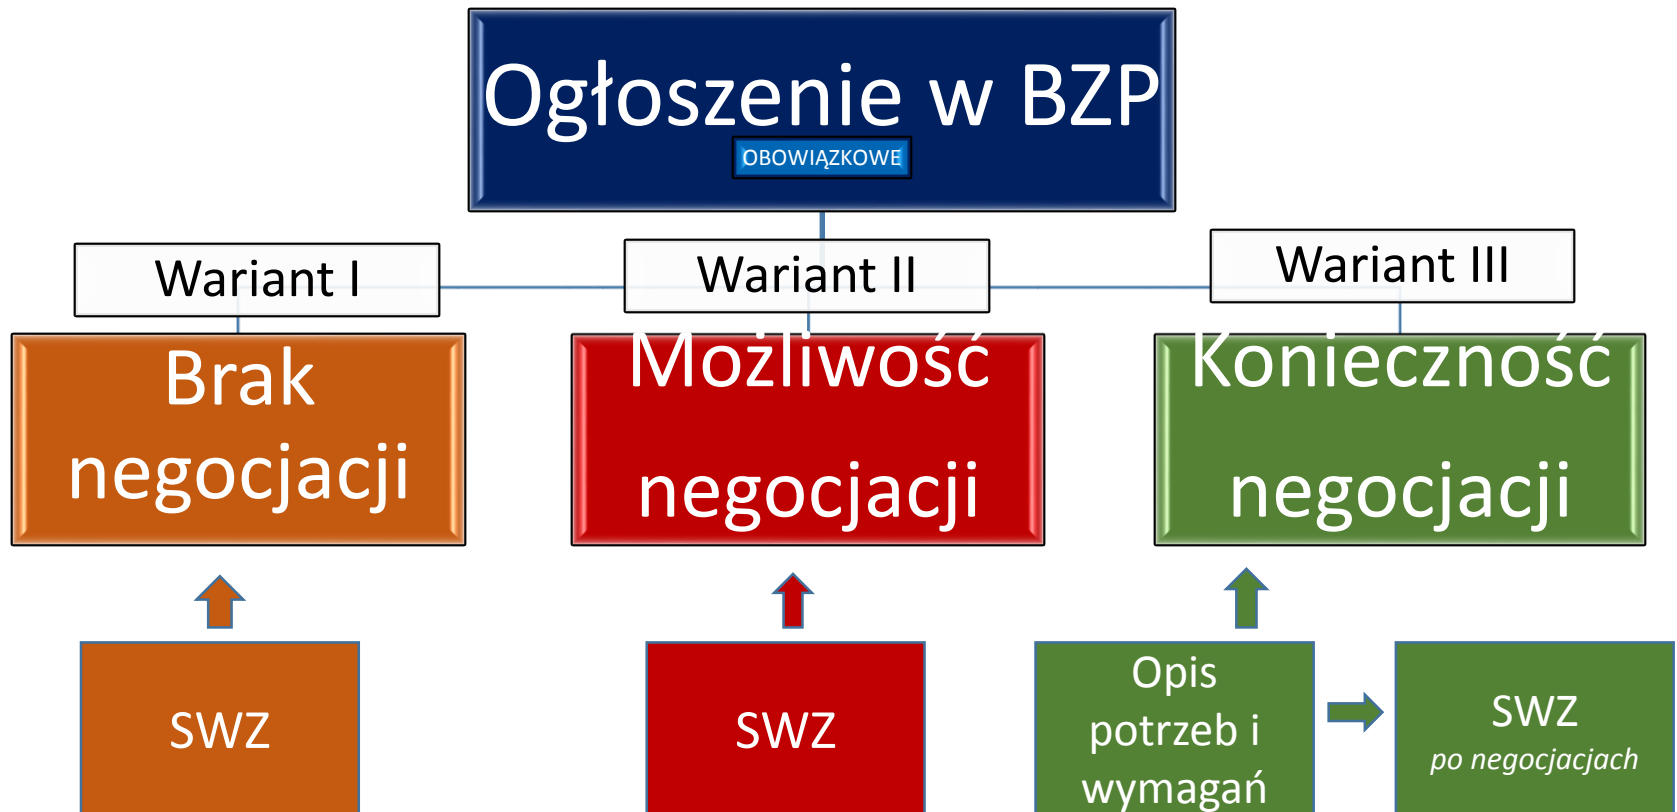 Ogłoszenie w BZP
OBOWIĄZKOWE
Wariant I
Wariant II
Wariant III
Brak
negocjacji
Możliwość
negocjacji
Konieczność
negocjacji
SWZ
SWZ
Opis
potrzeb i
wymagań
SWZ
po negocjacjach